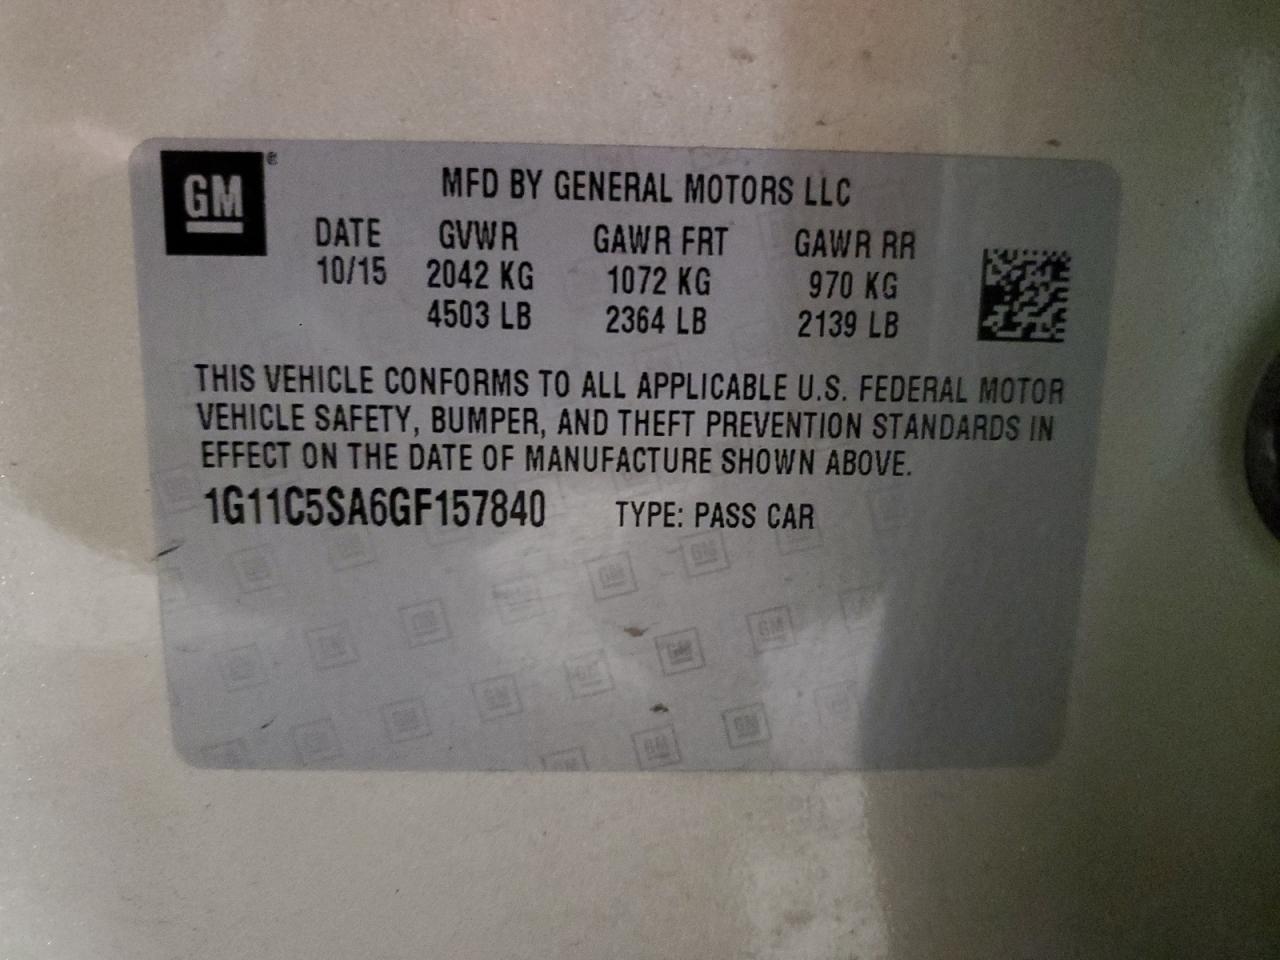 GM®
MFD BY GENERAL MOTORS LLC
DATE GVWR GAWR FRT GAWR RR
10/15 2042 KG 1072 KG 970 KG
4503 LB 2364 LB 2139 LB
THIS VEHICLE CONFORMS TO ALL APPLICABLE U.S. FEDERAL MOTOR
VEHICLE SAFETY, BUMPER, AND THEFT PREVENTION STANDARDS IN
EFFECT ON THE DATE OF MANUFACTURE SHOWN ABOVE.
1G11C5SA6GF157840 TYPE: PASS CAR